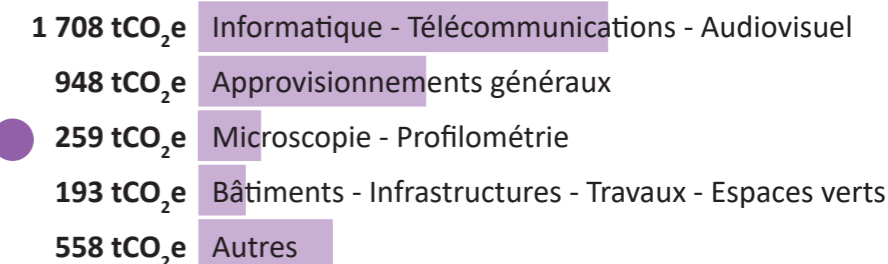 1 708 tCO₂e Informatique - Télécommunications - Audiovisuel
948 tCO₂e Approvisionnements généraux
259 tCO₂e Microscopie - Profilométrie
193 tCO₂e Bâtiments - Infrastructures - Travaux - Espaces verts
558 tCO₂e Autres